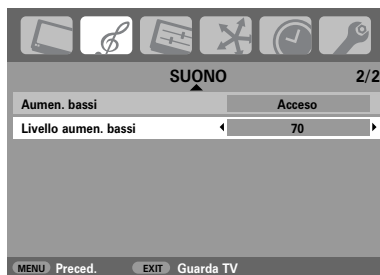 SUONO 2/2
Aumen. bassi Acceso
Livello aumen. bassi 70
MENU Preced. EXIT Guarda TV